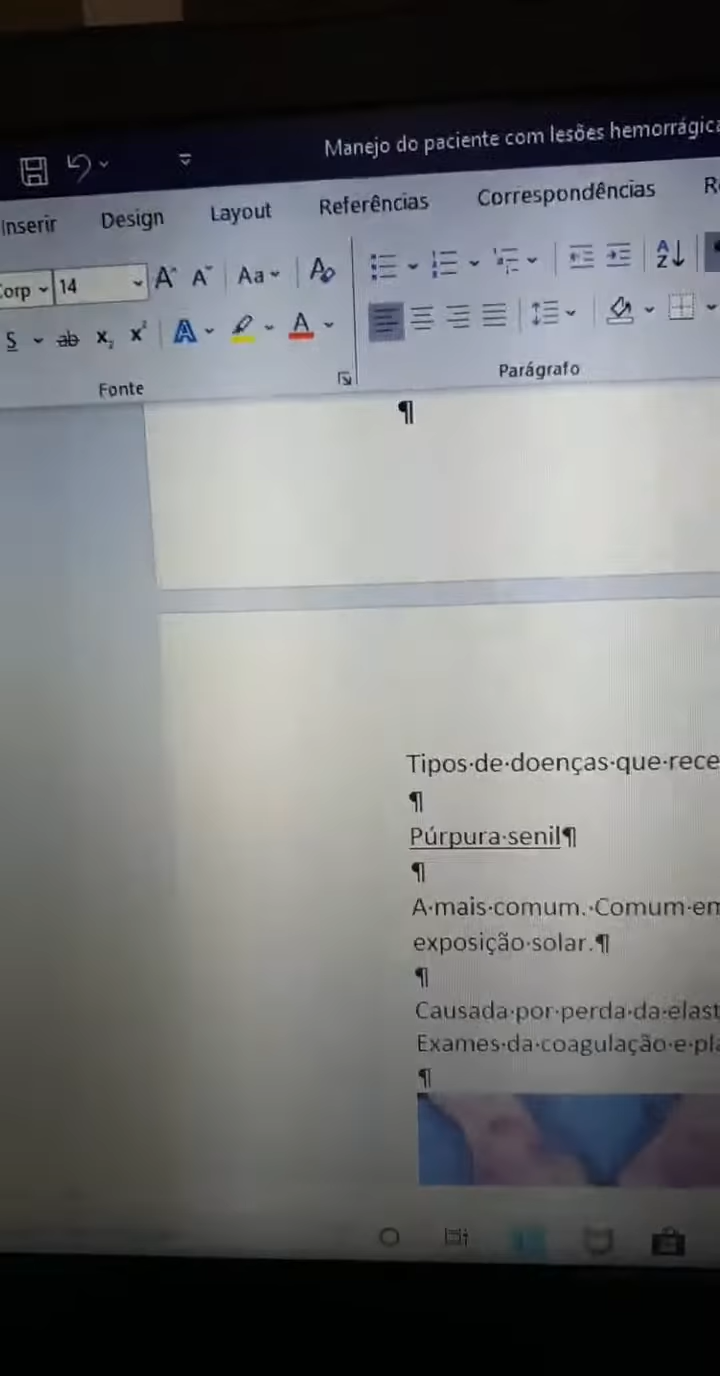 Manejo do paciente com lesões hemorrágica
Inserir Design Layout Referências Correspondências
14 Aa
Fonte Parágrafo
¶
Tipos·de·doenças·que·rece
¶
Púrpura·senil¶
¶
A·mais·comum.·Comum·em
exposição·solar.¶
¶
Causada·por·perda·da·elast
Exames·da·coagulação·e·pla
¶